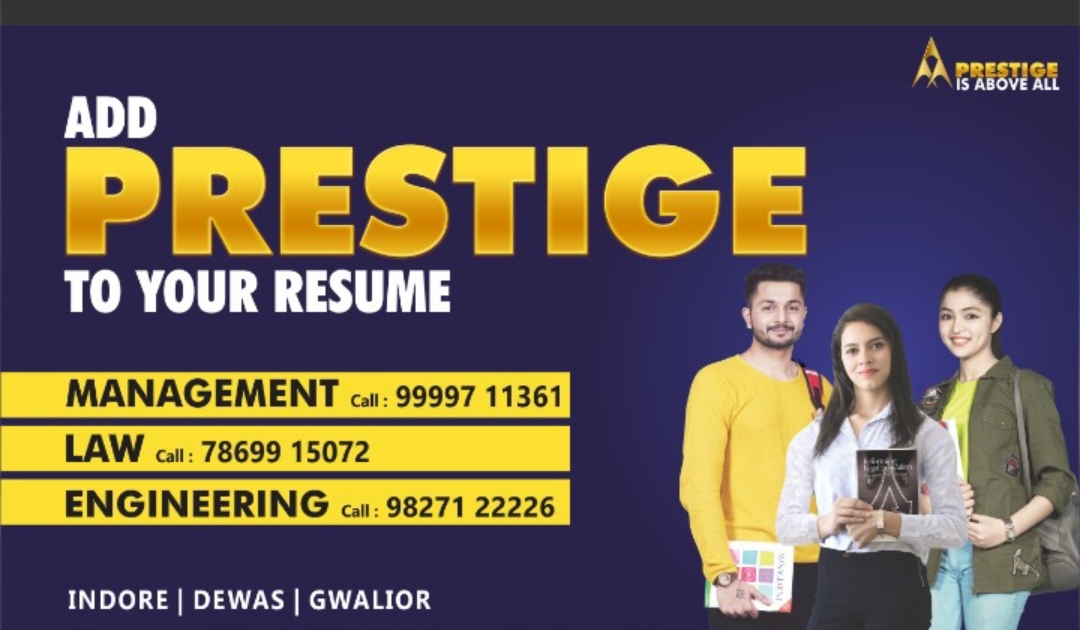 PRESTIGE
IS ABOVE ALL
ADD
PRESTIGE
TO YOUR RESUME
MANAGEMENT Call : 99997 11361
LAW Call : 78699 15072
ENGINEERING Call : 98271 22226
INDORE | DEWAS | GWALIOR